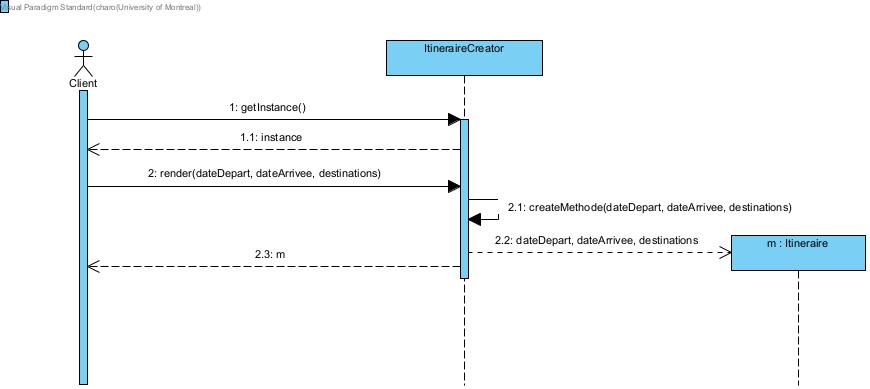 Visual Paradigm Standard(charo(University of Montreal))
ItineraireCreator
Client
1: getInstance()
1.1: instance
2: render(dateDepart, dateArrivee, destinations)
2.1: createMethode(dateDepart, dateArrivee, destinations)
2.2: dateDepart, dateArrivee, destinations
m : Itineraire
2.3: m